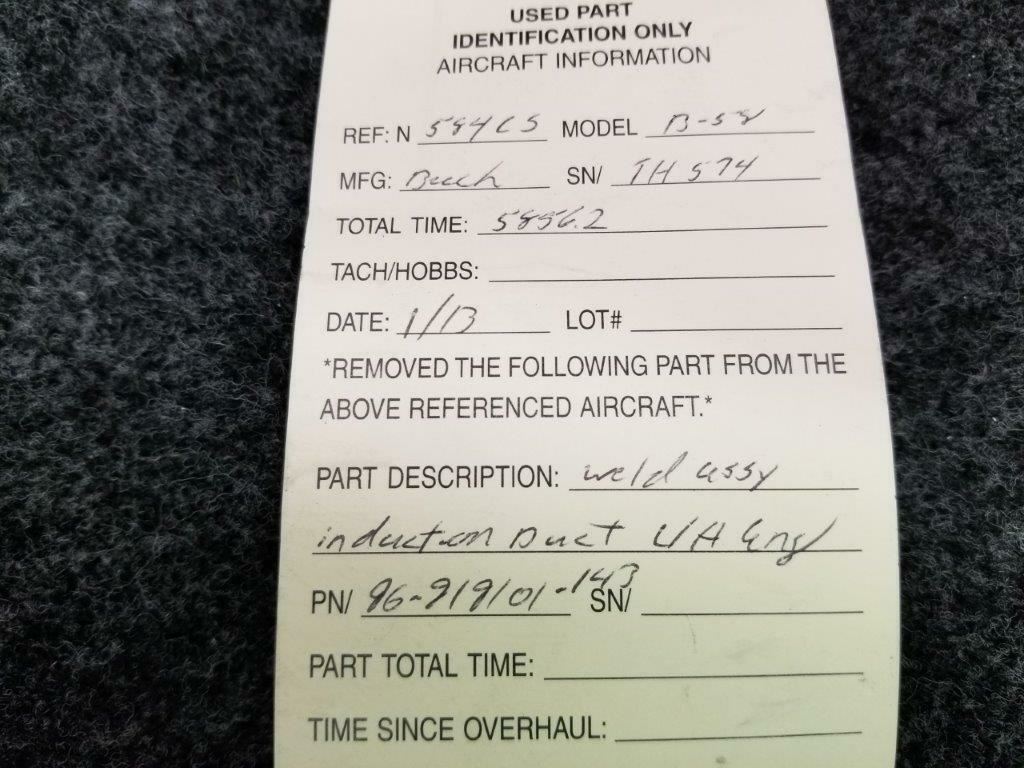 USED PART
IDENTIFICATION ONLY
AIRCRAFT INFORMATION
REF: N 584CS MODEL B-58
MFG: Beech SN/ TH 574
TOTAL TIME: 5856.2
TACH/HOBBS:
DATE: 1/13 LOT#
*REMOVED THE FOLLOWING PART FROM THE
ABOVE REFERENCED AIRCRAFT.*
PART DESCRIPTION: weld assy
induction Duct L/H Eng
PN/ 96-919101-143 SN/
PART TOTAL TIME:
TIME SINCE OVERHAUL: